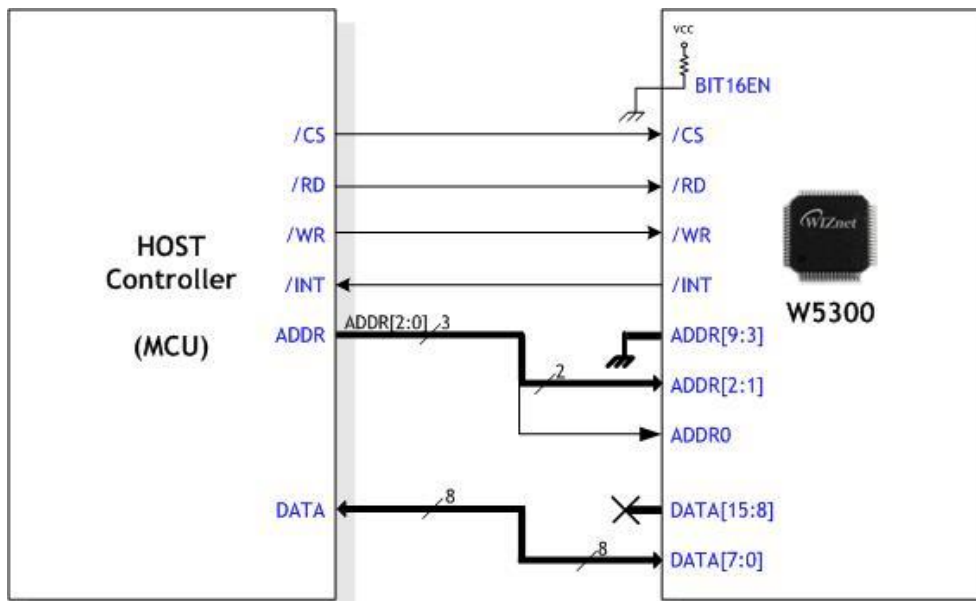 vcc
BIT16EN
/CS
/CS
/RD
/RD
WIZnet
/WR
/WR
HOST
Controller
(MCU)
/INT
/INT
W5300
ADDR
ADDR[2:0]
3
ADDR[9:3]
2
ADDR[2:1]
ADDR0
DATA
8
DATA[15:8]
8
DATA[7:0]